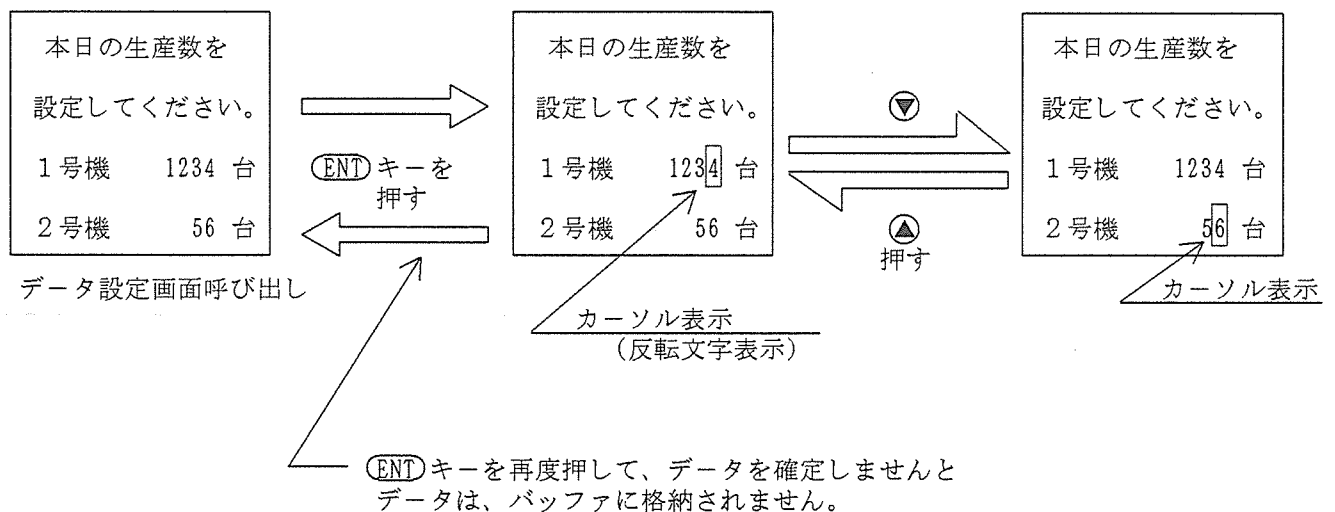 本日の生産数を
設定してください。
1号機 1234 台
2号機 56 台
データ設定画面呼び出し
ENT キーを
押す
本日の生産数を
設定してください。
1号機 1234 台
2号機 56 台
カーソル表示
(反転文字表示)
▼
▲
押す
本日の生産数を
設定してください。
1号機 1234 台
2号機 56 台
カーソル表示
ENT キーを再度押して、データを確定しませんと
データは、バッファに格納されません。